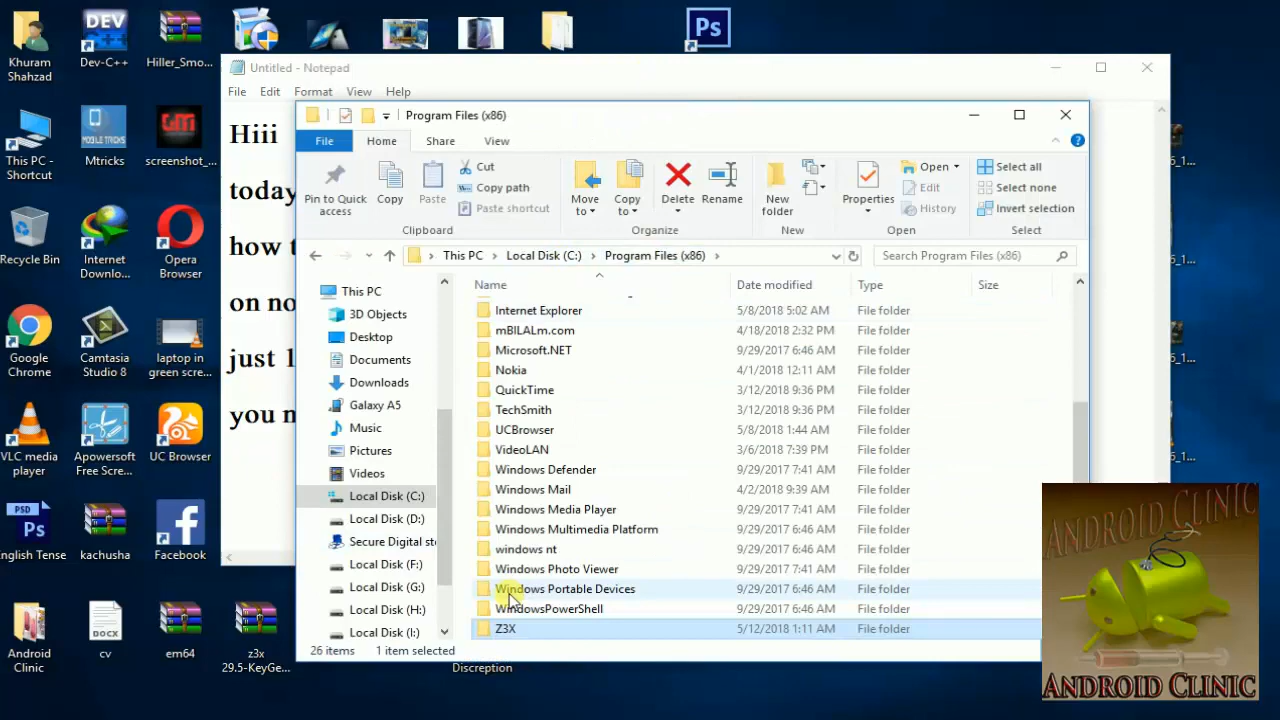 Khuram
Shahzad
DEV
Dev-C++
Hiller_Smo...
Ps
This PC -
Shortcut
MOBILE TRICKS
Mtricks
GM
screenshot_...
Recycle Bin
Internet
Downlo...
Opera
Browser
Google
Chrome
Camtasia
Studio 8
laptop in
green scre...
VLC media
player
Apowersoft
Free Scre...
UC Browser
PSD
Ps
English Tense
kachusha
Facebook
Android
Clinic
DOCX
cv
em64
z3x
29.5-KeyGe...
Discreption
Untitled - Notepad
File Edit Format View Help
Hiii
today
how t
on no
just 1
you n
Program Files (x86)
File Home Share View
Pin to Quick
access
Copy
Paste
Cut
Copy path
Paste shortcut
Clipboard
Move
to
Copy
to
Delete
Rename
Organize
New
folder
New
Properties
Open
Edit
History
Open
Select all
Select none
Invert selection
Select
This PC > Local Disk (C:) > Program Files (x86) >
Search Program Files (x86)
This PC
3D Objects
Desktop
Documents
Downloads
Galaxy A5
Music
Pictures
Videos
Local Disk (C:)
Local Disk (D:)
Secure Digital st
Local Disk (F:)
Local Disk (G:)
Local Disk (H:)
Local Disk (I:)
Name Date modified Type Size
Internet Explorer 5/8/2018 5:02 AM File folder
mBILALm.com 4/18/2018 2:32 PM File folder
Microsoft.NET 9/29/2017 6:46 AM File folder
Nokia 4/1/2018 12:11 AM File folder
QuickTime 3/12/2018 9:36 PM File folder
TechSmith 3/12/2018 9:36 PM File folder
UCBrowser 5/8/2018 1:44 AM File folder
VideoLAN 3/6/2018 7:39 PM File folder
Windows Defender 9/29/2017 7:41 AM File folder
Windows Mail 4/2/2018 9:39 AM File folder
Windows Media Player 9/29/2017 7:41 AM File folder
Windows Multimedia Platform 9/29/2017 6:46 AM File folder
windows nt 9/29/2017 6:46 AM File folder
Windows Photo Viewer 9/29/2017 7:41 AM File folder
Windows Portable Devices 9/29/2017 6:46 AM File folder
WindowsPowerShell 9/29/2017 6:46 AM File folder
Z3X 5/12/2018 1:11 AM File folder
26 items 1 item selected
_1...
_1...
_1...
_1...
ANDROID CLINIC
ANDROID CLINIC